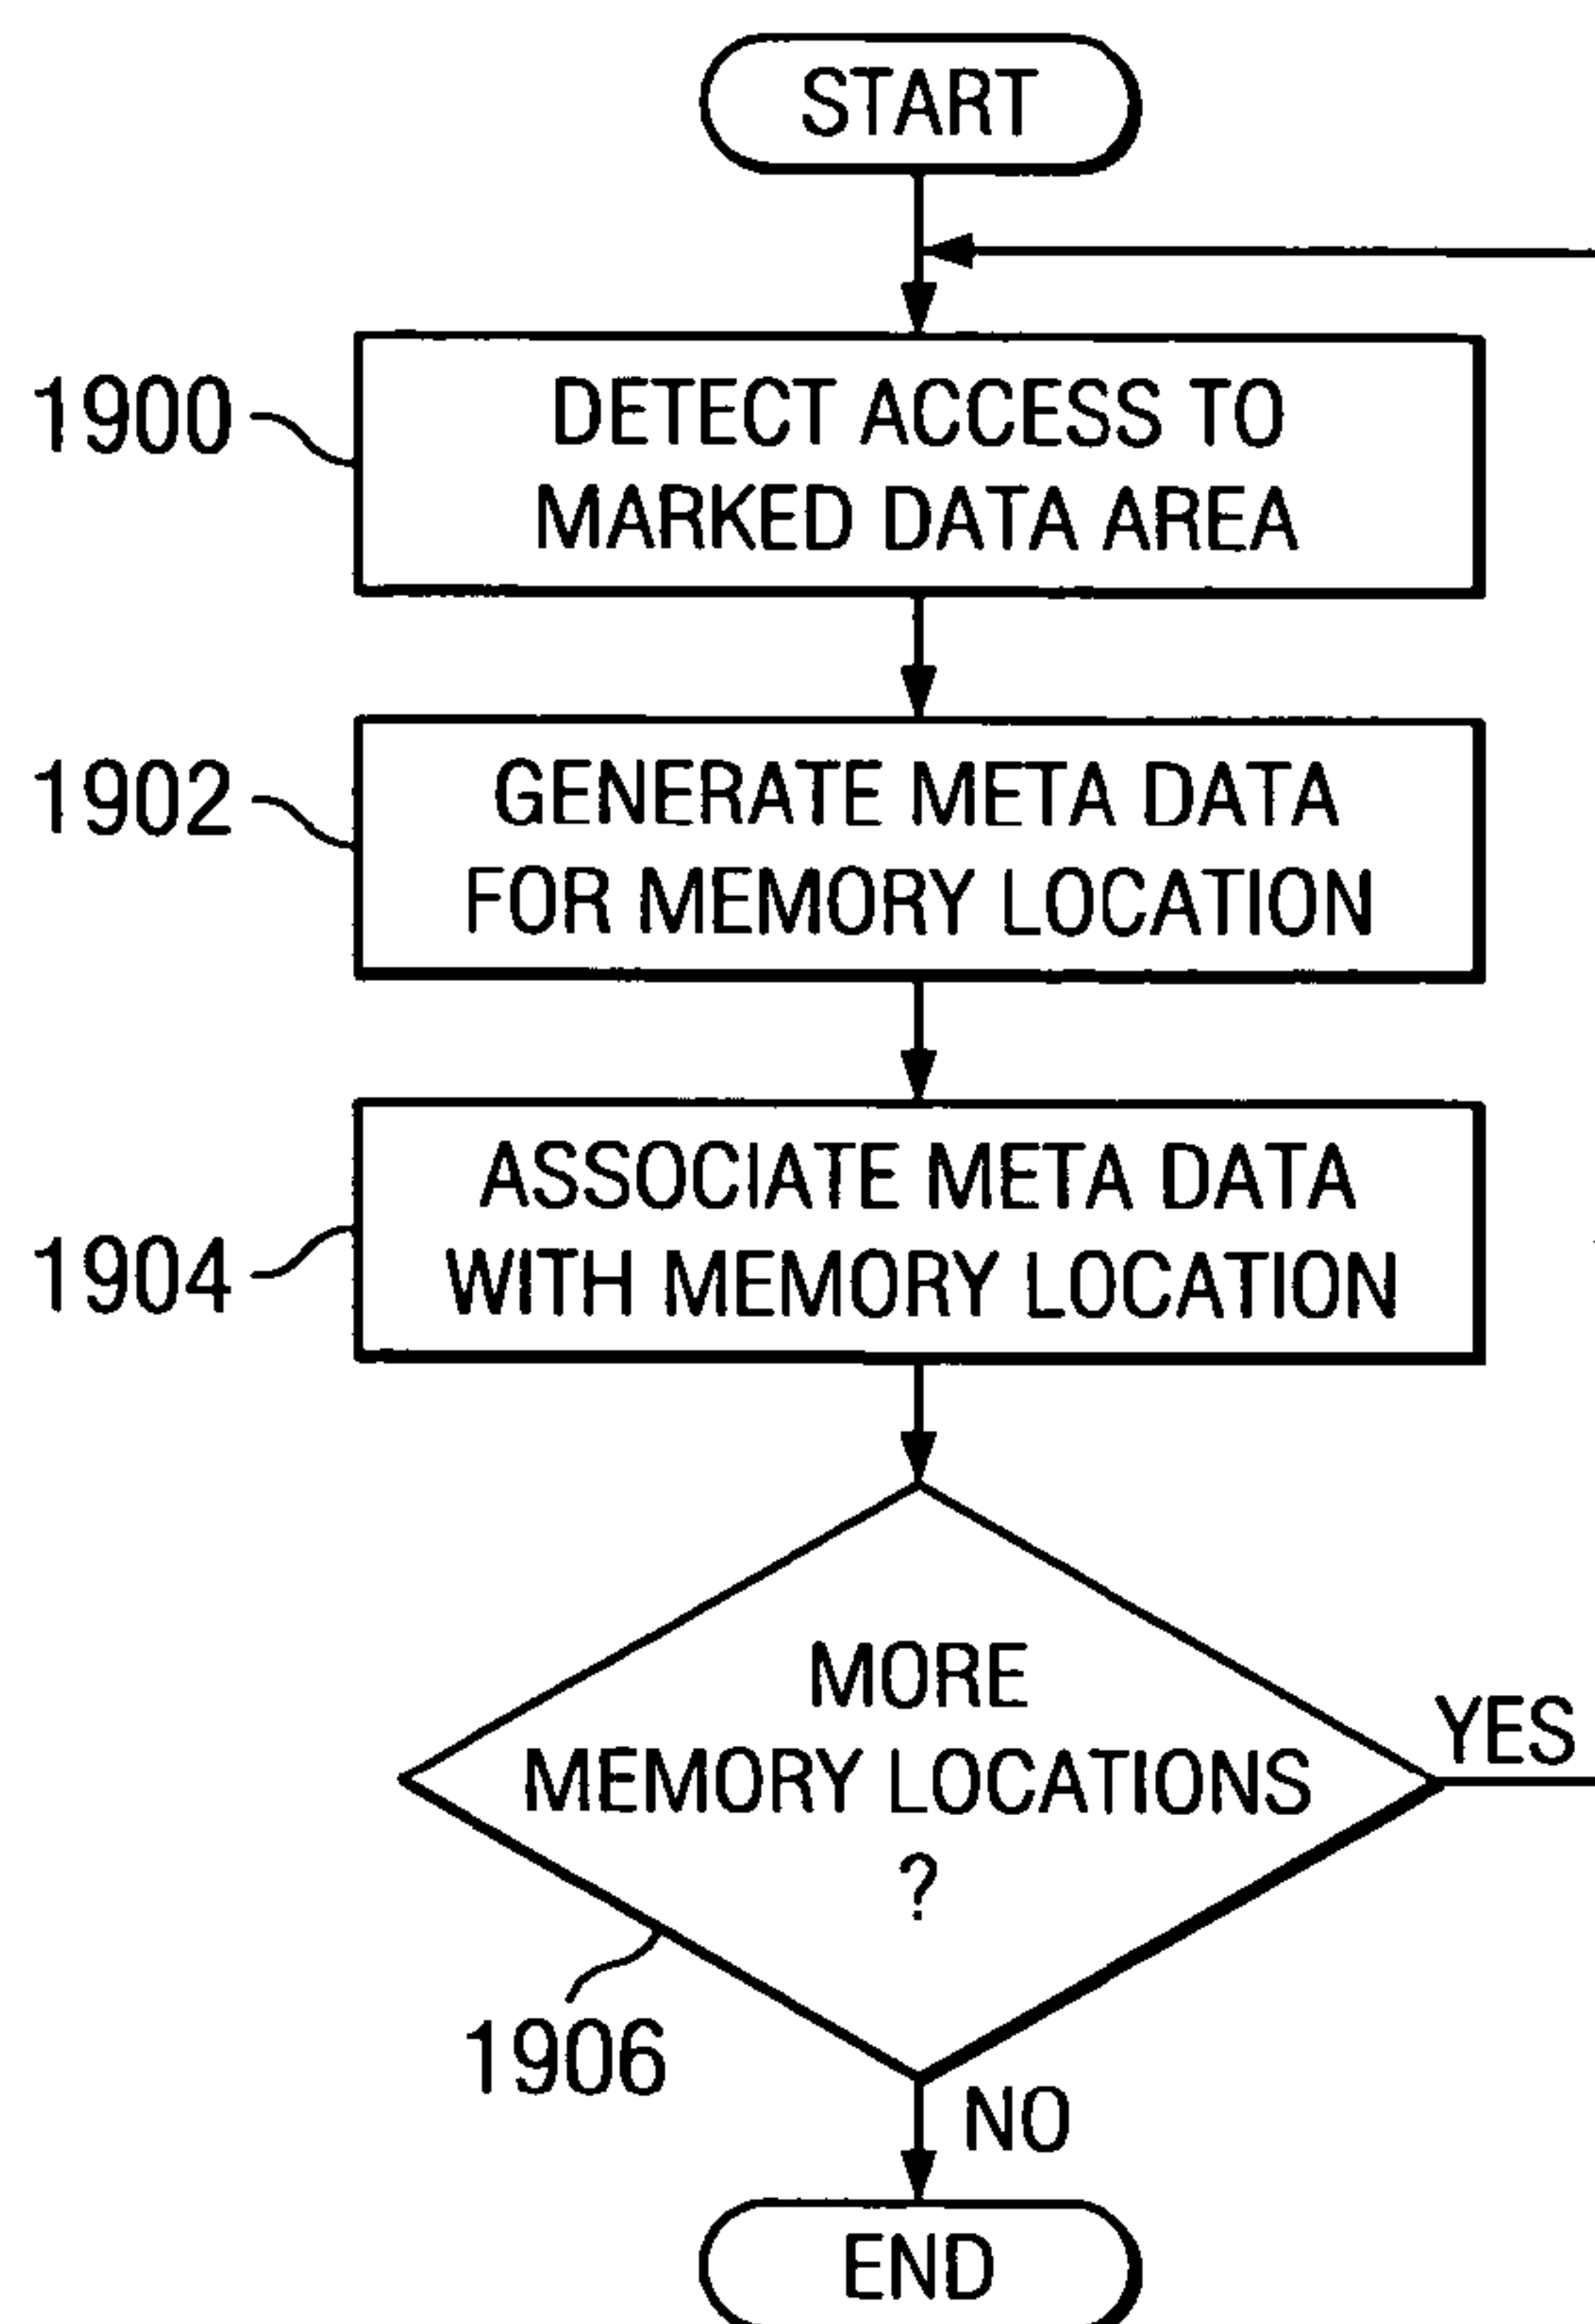 START
1900
DETECT ACCESS TO
MARKED DATA AREA
1902
GENERATE META DATA
FOR MEMORY LOCATION
1904
ASSOCIATE META DATA
WITH MEMORY LOCATION
MORE
MEMORY LOCATIONS
?
YES
1906
NO
END